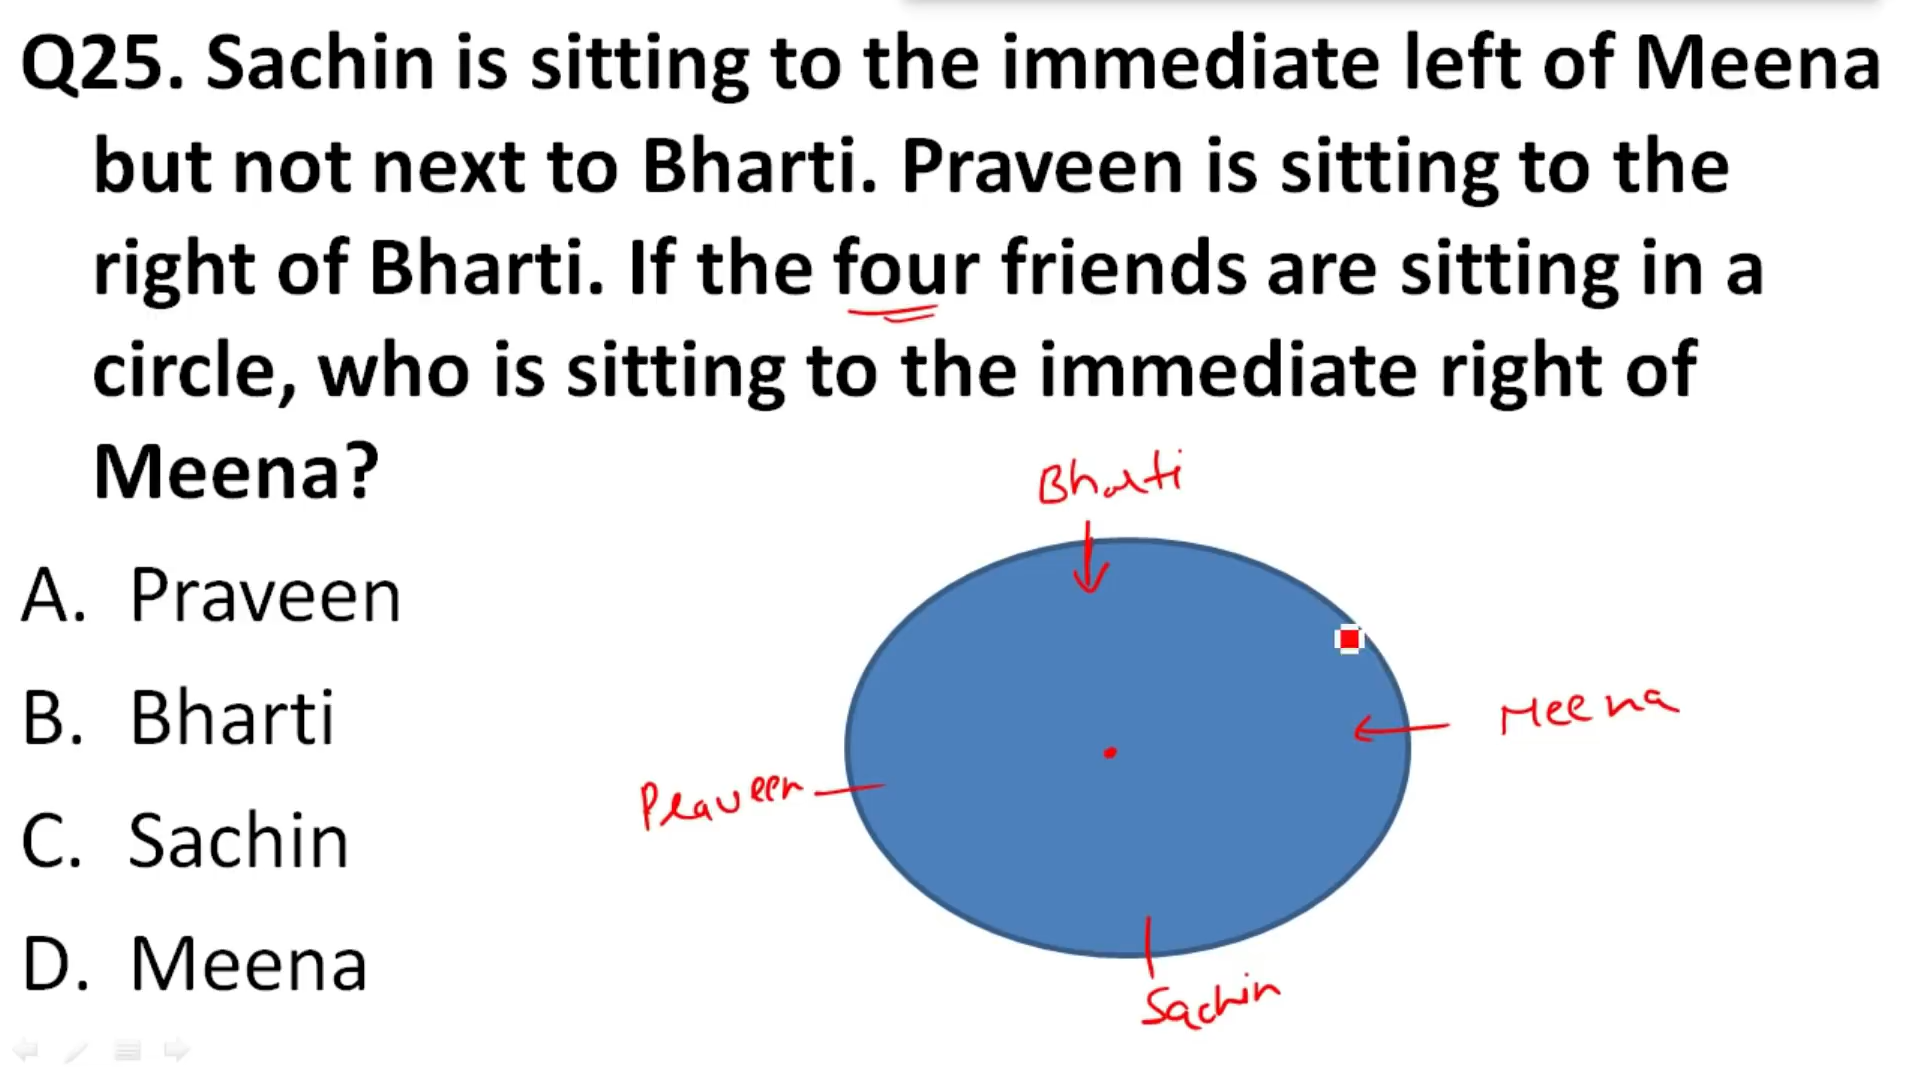 Q25. Sachin is sitting to the immediate left of Meena
but not next to Bharti. Praveen is sitting to the
right of Bharti. If the four friends are sitting in a
circle, who is sitting to the immediate right of
Meena?
A. Praveen
B. Bharti
C. Sachin
D. Meena
Bharti
Meena
Praveen
Sachin